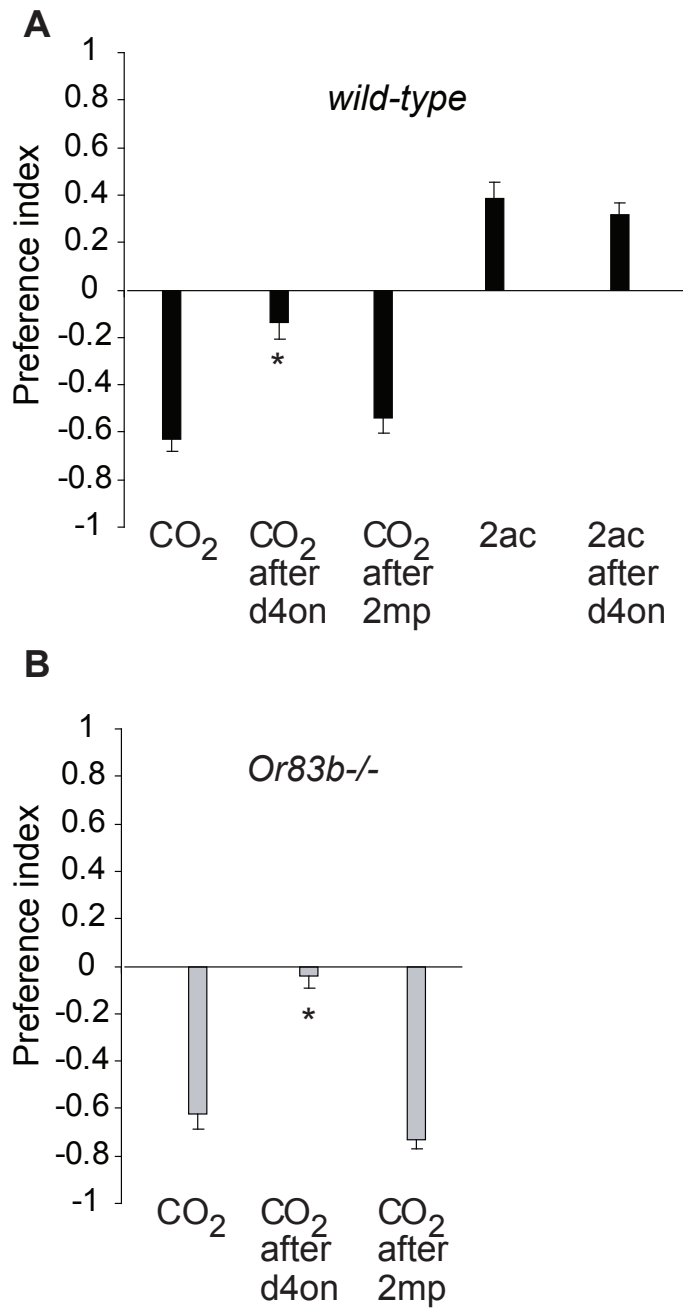 A
1
0.8
wild-type
0.6
0.4
0.2
0
-0.2
*
-0.4
-0.6
-0.8
-1
Preference index
CO2
CO2
after
d4on
CO2
after
2mp
2ac
2ac
after
d4on
B
1
0.8
Or83b-/-
0.6
0.4
0.2
0
-0.2
*
-0.4
-0.6
-0.8
-1
Preference index
CO2
CO2
after
d4on
CO2
after
2mp